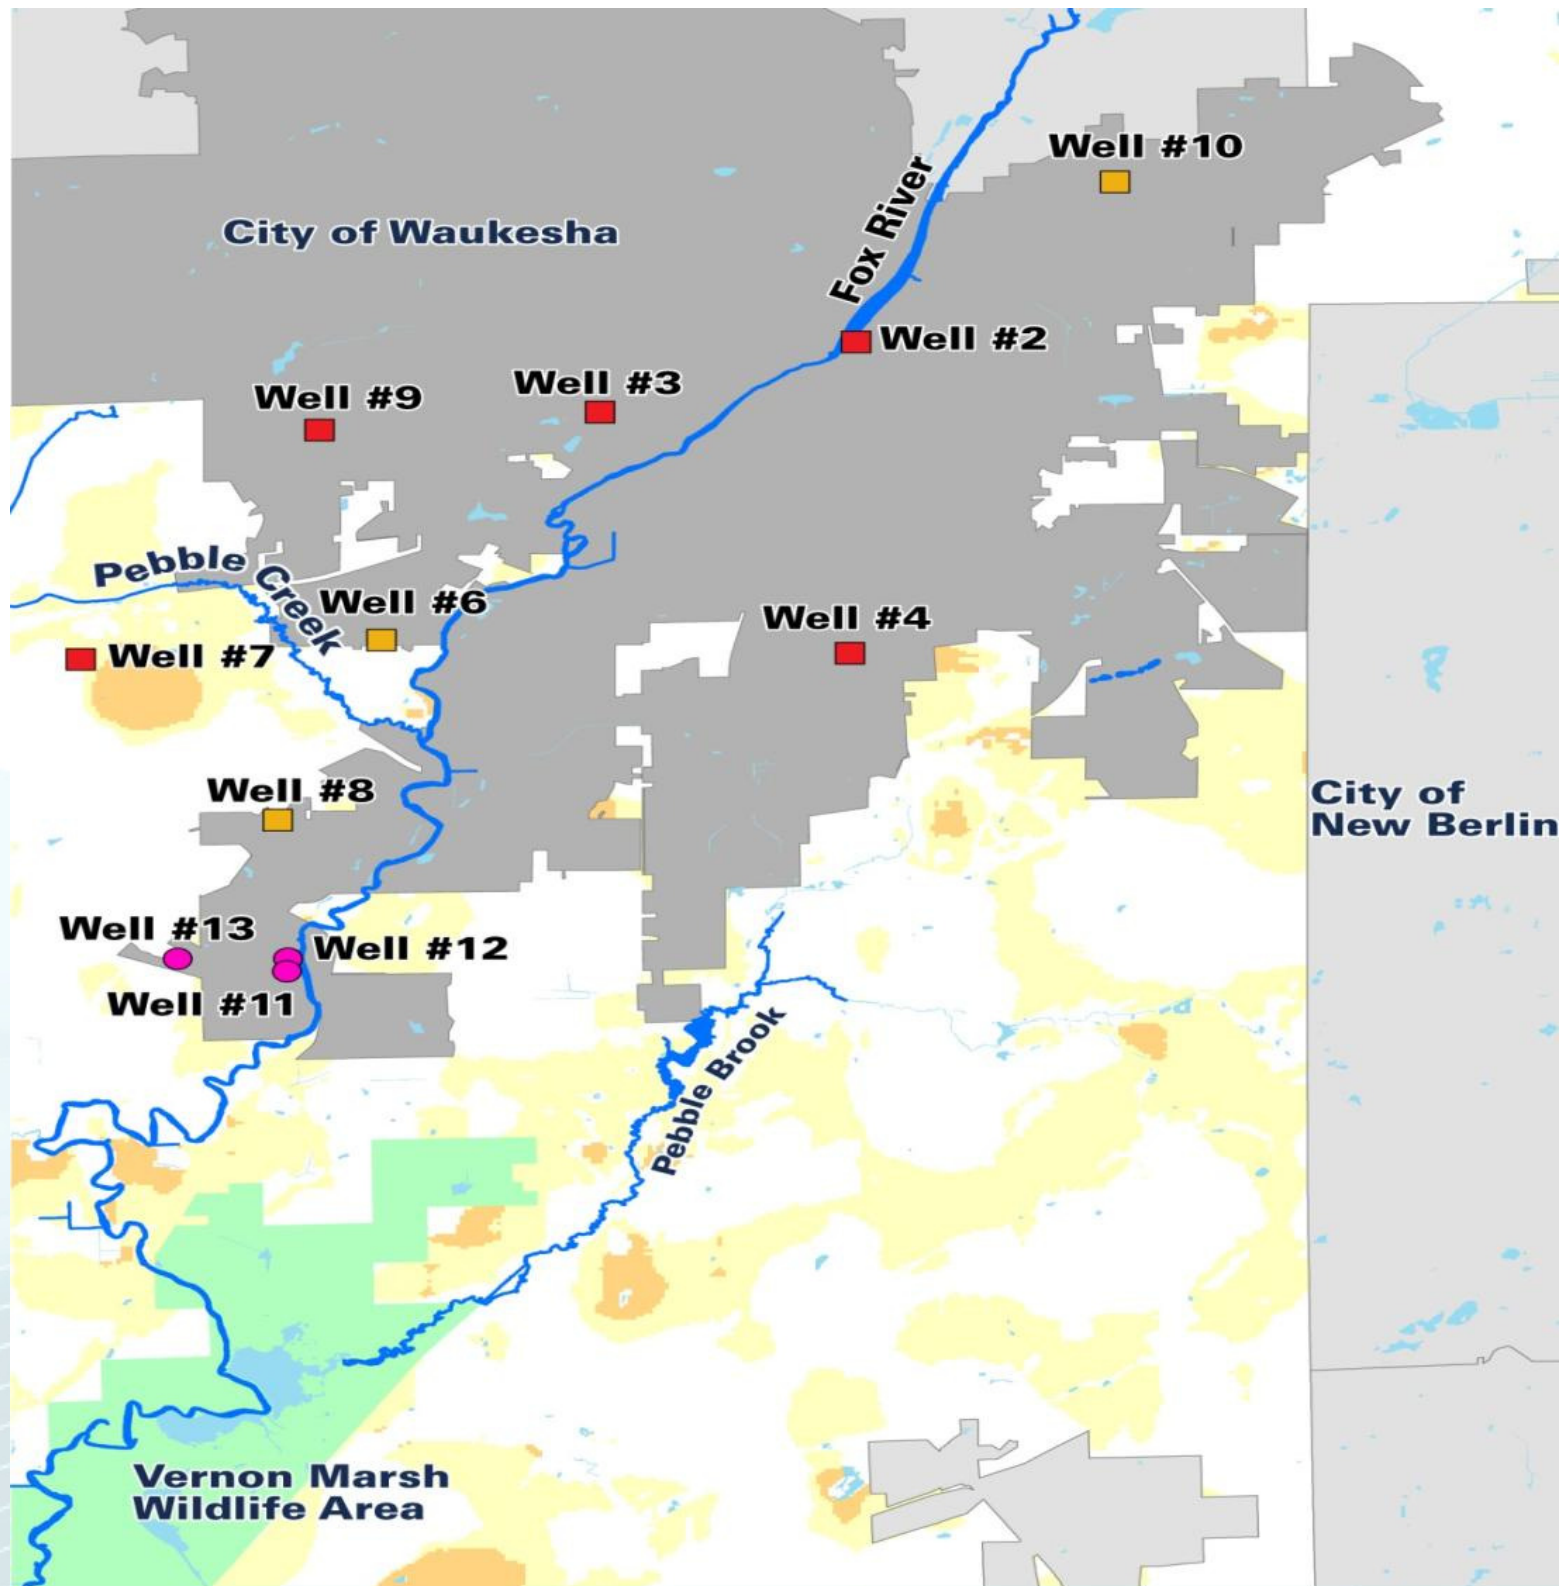 Well #10
Fox River
City of Waukesha
Well #2
Well #3
Well #9
Pebble Creek
Well #6
Well #4
Well #7
Well #8
City of
New Berlin
Well #13
Well #12
Well #11
Pebble Brook
Vernon Marsh
Wildlife Area